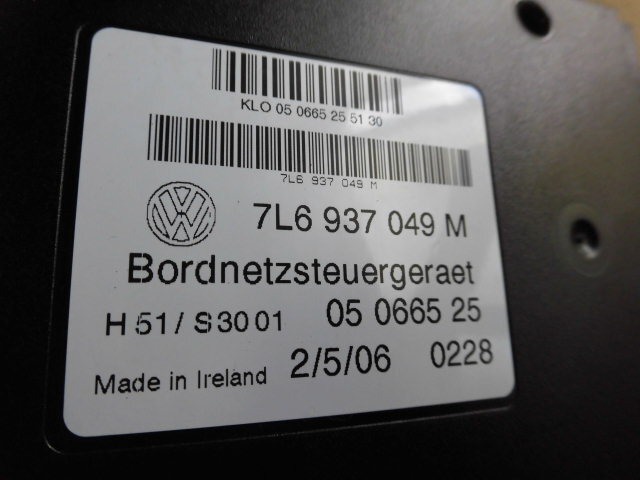 KLO 05 0665 25 51 30
7L6 937 049 M
7L6 937 049 M
Bordnetzsteuergeraet
H 51 / S 30 01 05 0665 25
Made in Ireland 2/5/06 0228